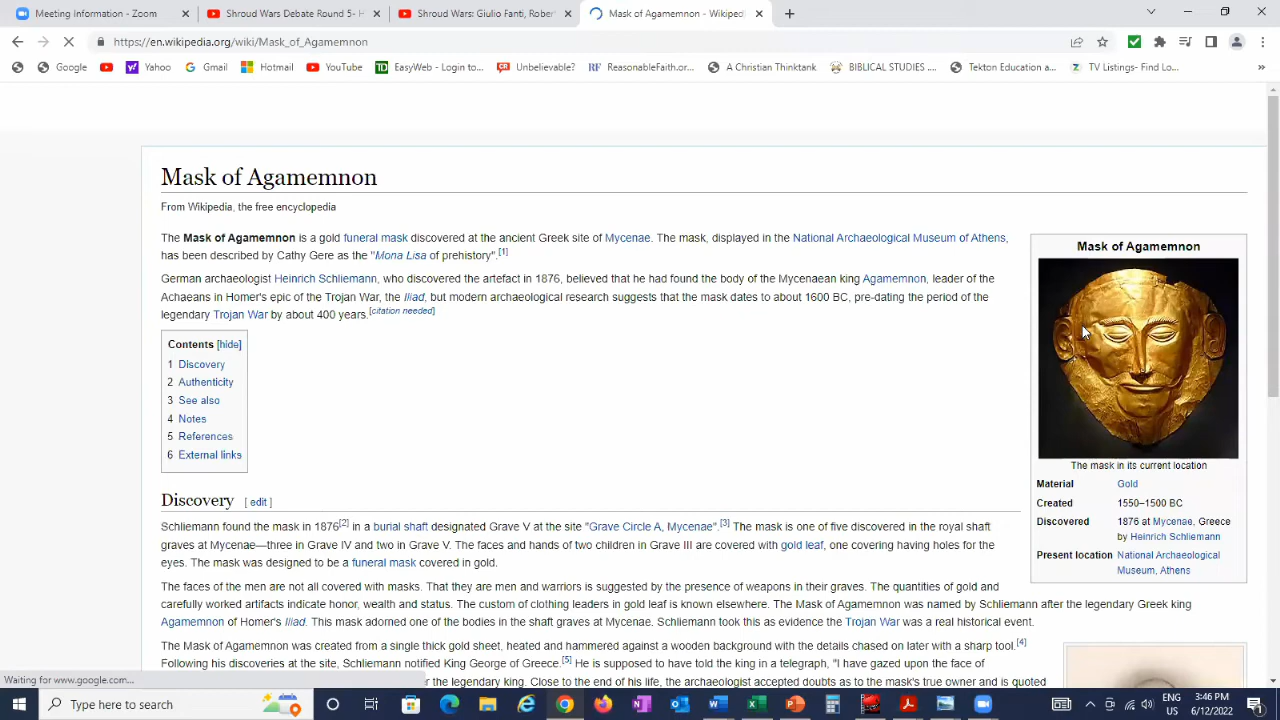 Meeting Information - Zoom
Shroud Wars Debate Round 5- H
Shroud Wars: Giulio Fanti, Rober
Mask of Agamemnon - Wikiped
https://en.wikipedia.org/wiki/Mask_of_Agamemnon
Google
Yahoo
Gmail
Hotmail
YouTube
EasyWeb - Login to...
Unbelievable?
ReasonableFaith.or...
A Christian Thinktank
BIBLICAL STUDIES ....
Tekton Education a...
TV Listings- Find Lo...
Mask of Agamemnon
From Wikipedia, the free encyclopedia
The Mask of Agamemnon is a gold funeral mask discovered at the ancient Greek site of Mycenae. The mask, displayed in the National Archaeological Museum of Athens,
has been described by Cathy Gere as the "Mona Lisa of prehistory".[1]
German archaeologist Heinrich Schliemann, who discovered the artefact in 1876, believed that he had found the body of the Mycenaean king Agamemnon, leader of the
Achaeans in Homer's epic of the Trojan War, the Iliad, but modern archaeological research suggests that the mask dates to about 1600 BC, pre-dating the period of the
legendary Trojan War by about 400 years.[citation needed]
Contents [hide]
1 Discovery
2 Authenticity
3 See also
4 Notes
5 References
6 External links
Mask of Agamemnon
The mask in its current location
Material Gold
Created 1550–1500 BC
Discovered 1876 at Mycenae, Greece
by Heinrich Schliemann
Present location National Archaeological
Museum, Athens
Discovery [ edit ]
Schliemann found the mask in 1876[2] in a burial shaft designated Grave V at the site "Grave Circle A, Mycenae".[3] The mask is one of five discovered in the royal shaft
graves at Mycenae—three in Grave IV and two in Grave V. The faces and hands of two children in Grave III are covered with gold leaf, one covering having holes for the
eyes. The mask was designed to be a funeral mask covered in gold.
The faces of the men are not all covered with masks. That they are men and warriors is suggested by the presence of weapons in their graves. The quantities of gold and
carefully worked artifacts indicate honor, wealth and status. The custom of clothing leaders in gold leaf is known elsewhere. The Mask of Agamemnon was named by Schliemann after the legendary Greek king
Agamemnon of Homer's Iliad. This mask adorned one of the bodies in the shaft graves at Mycenae. Schliemann took this as evidence the Trojan War was a real historical event.
The Mask of Agamemnon was created from a single thick gold sheet, heated and hammered against a wooden background with the details chased on later with a sharp tool.[4]
Following his discoveries at the site, Schliemann notified King George of Greece.[5] He is supposed to have told the king in a telegraph, "I have gazed upon the face of
r the legendary king. Close to the end of his life, the archaeologist accepted doubts as to the mask's true owner and is quoted
Waiting for www.google.com...
Type here to search
ENG
US
3:46 PM
6/12/2022